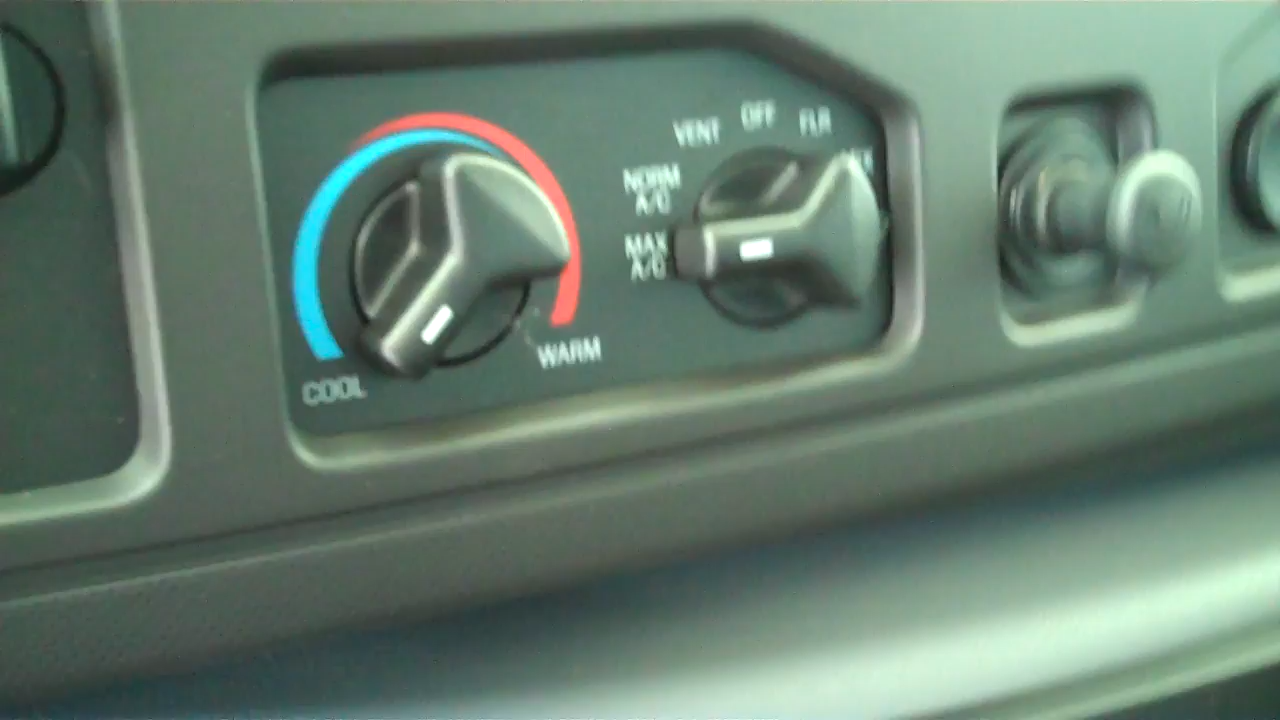 COOL
WARM
MAX
A/C
NORM
A/C
VENT
OFF
FLR